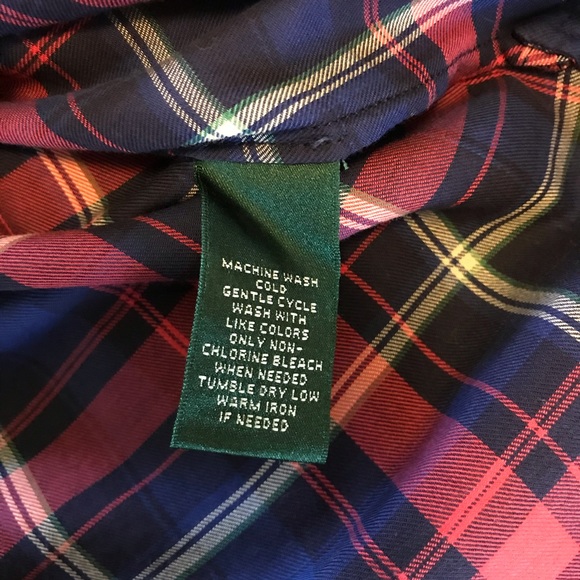 MACHINE WASH
COLD
GENTLE CYCLE
WASH WITH
LIKE COLORS
ONLY NON-
CHLORINE BLEACH
WHEN NEEDED
TUMBLE DRY LOW
WARM IRON
IF NEEDED